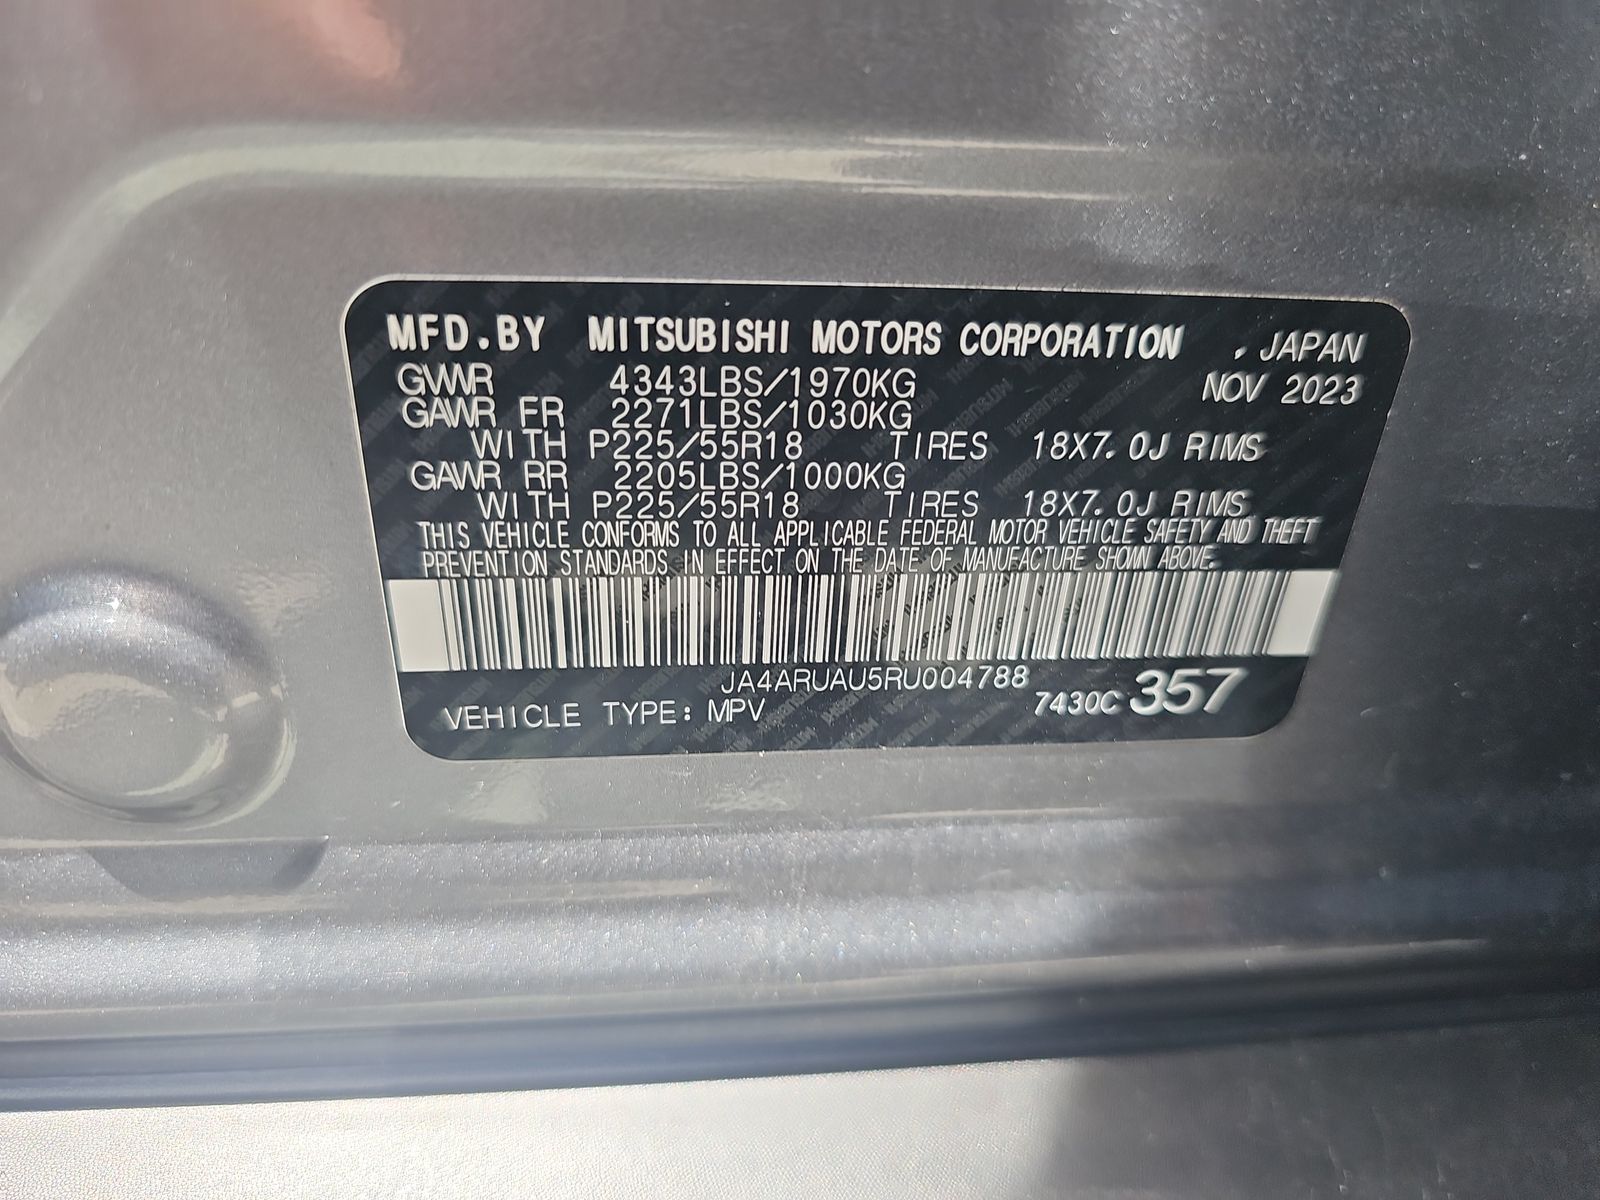 MFD.BY MITSUBISHI MOTORS CORPORATION , JAPAN
GVWR 4343LBS/1970KG NOV 2023
GAWR FR 2271LBS/1030KG
WITH P225/55R18 TIRES 18X7.0J RIMS
GAWR RR 2205LBS/1000KG
WITH P225/55R18 TIRES 18X7.0J RIMS
THIS VEHICLE CONFORMS TO ALL APPLICABLE FEDERAL MOTOR VEHICLE SAFETY AND THEFT
PREVENTION STANDARDS IN EFFECT ON THE DATE OF MANUFACTURE SHOWN ABOVE.
JA4ARUAU5RU004788
VEHICLE TYPE: MPV 7430C 357